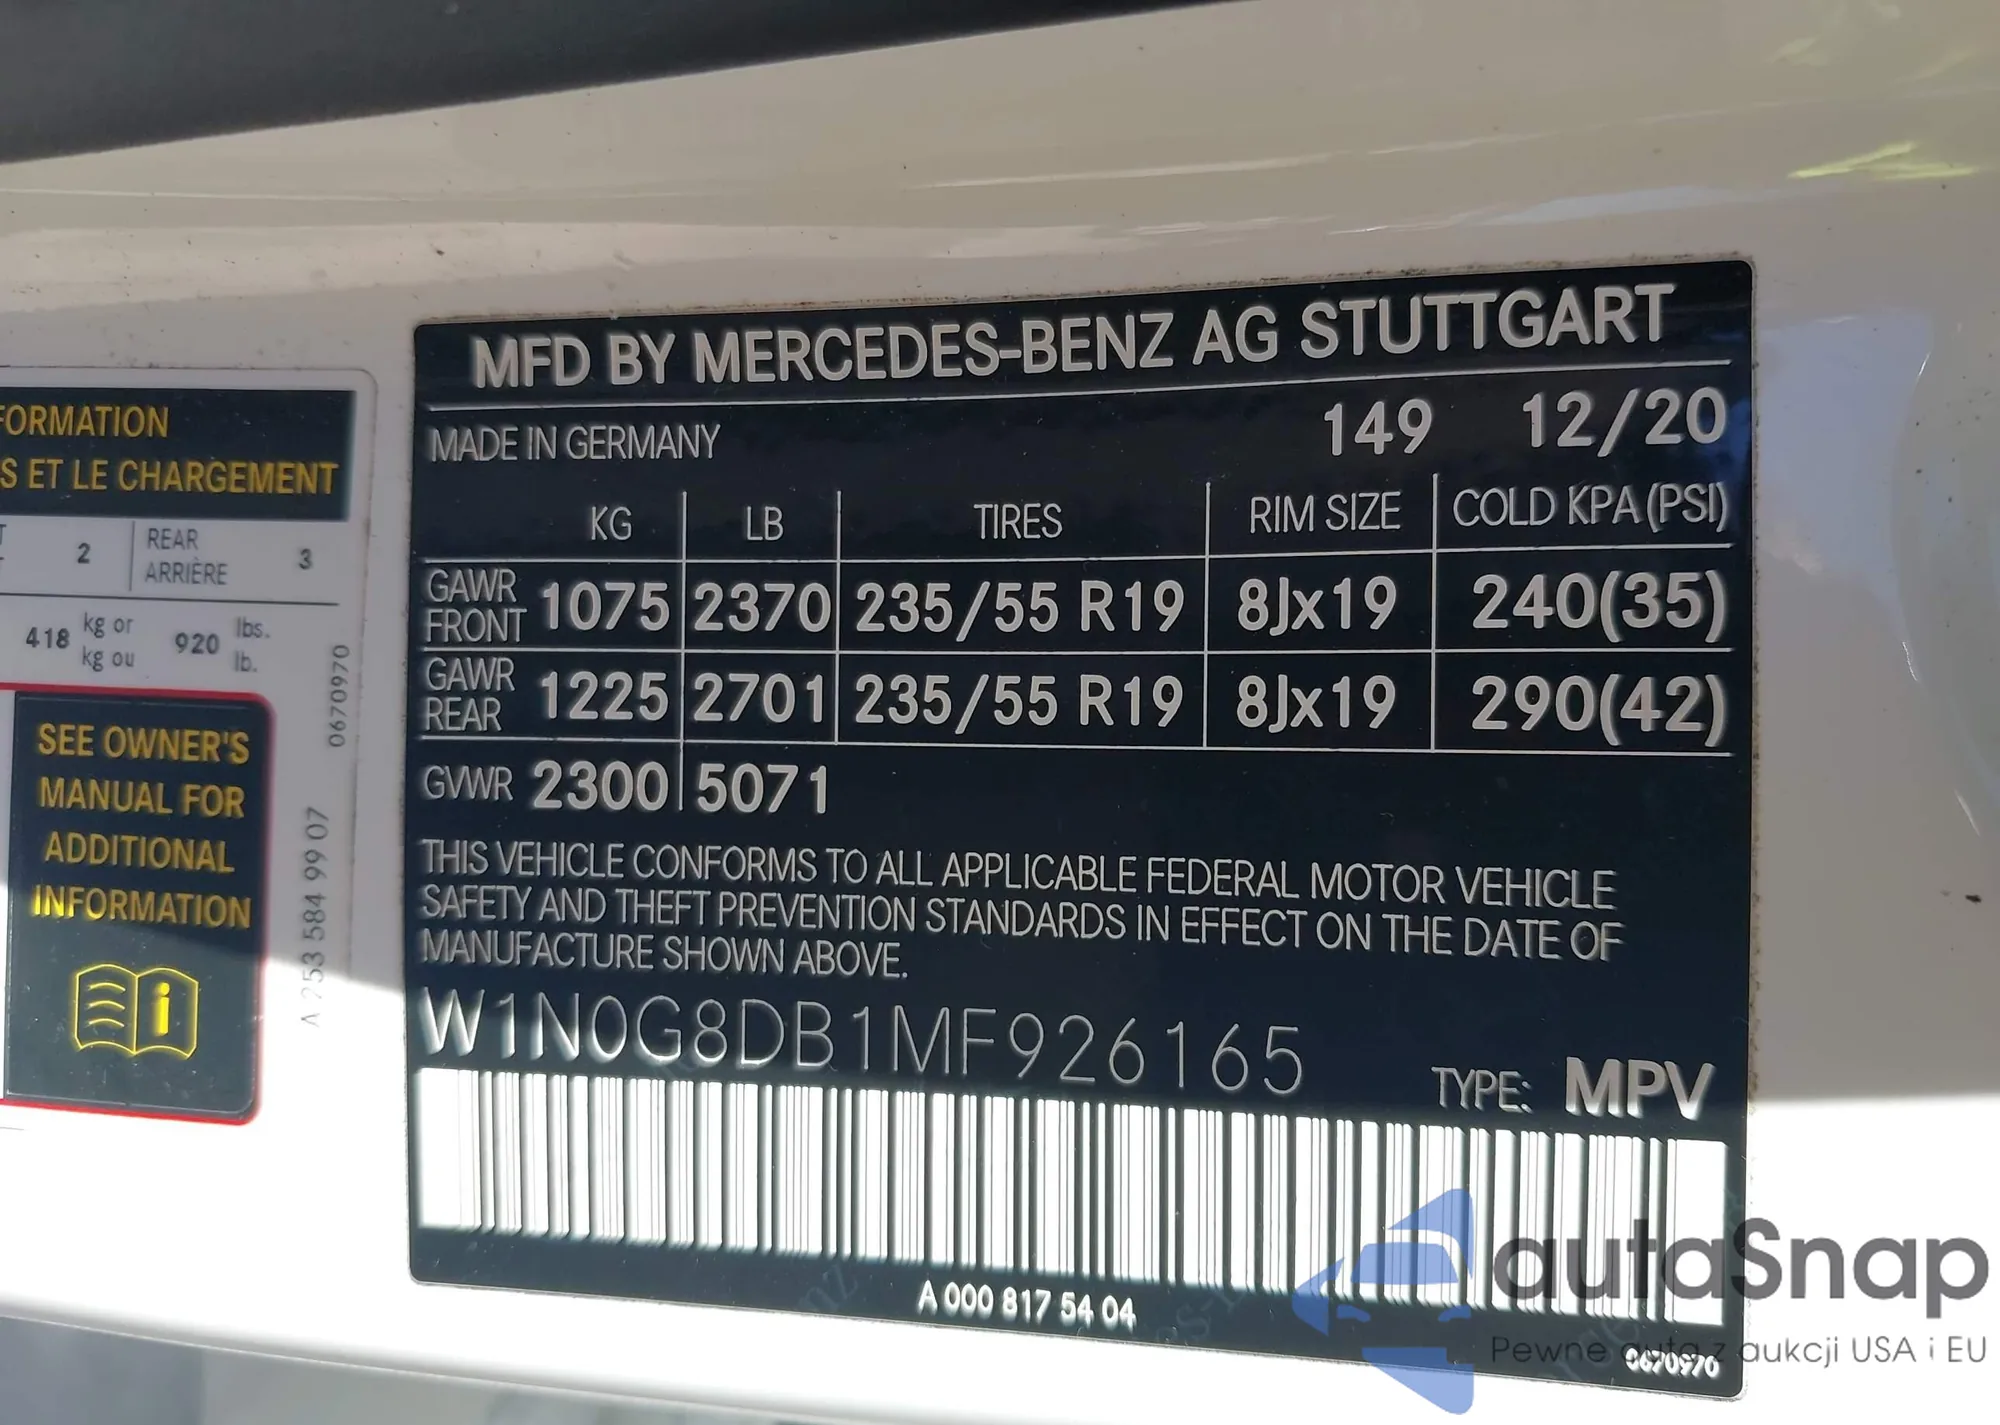 FORMATION
S ET LE CHARGEMENT
2 REAR 3
ARRIÈRE
418 kg or 920 lbs.
kg ou lb.
0670970
SEE OWNER'S
MANUAL FOR
ADDITIONAL
INFORMATION
A 253 584 99 07
MFD BY MERCEDES-BENZ AG STUTTGART
MADE IN GERMANY 149 12/20
KG LB TIRES RIM SIZE COLD KPA(PSI)
GAWR FRONT 1075 2370 235/55 R19 8Jx19 240(35)
GAWR REAR 1225 2701 235/55 R19 8Jx19 290(42)
GVWR 2300 5071
THIS VEHICLE CONFORMS TO ALL APPLICABLE FEDERAL MOTOR VEHICLE
SAFETY AND THEFT PREVENTION STANDARDS IN EFFECT ON THE DATE OF
MANUFACTURE SHOWN ABOVE.
W1N0G8DB1MF926165
TYPE: MPV
A 000 817 54 04
0670970
autaSnap
Pewne auta z aukcji USA i EU